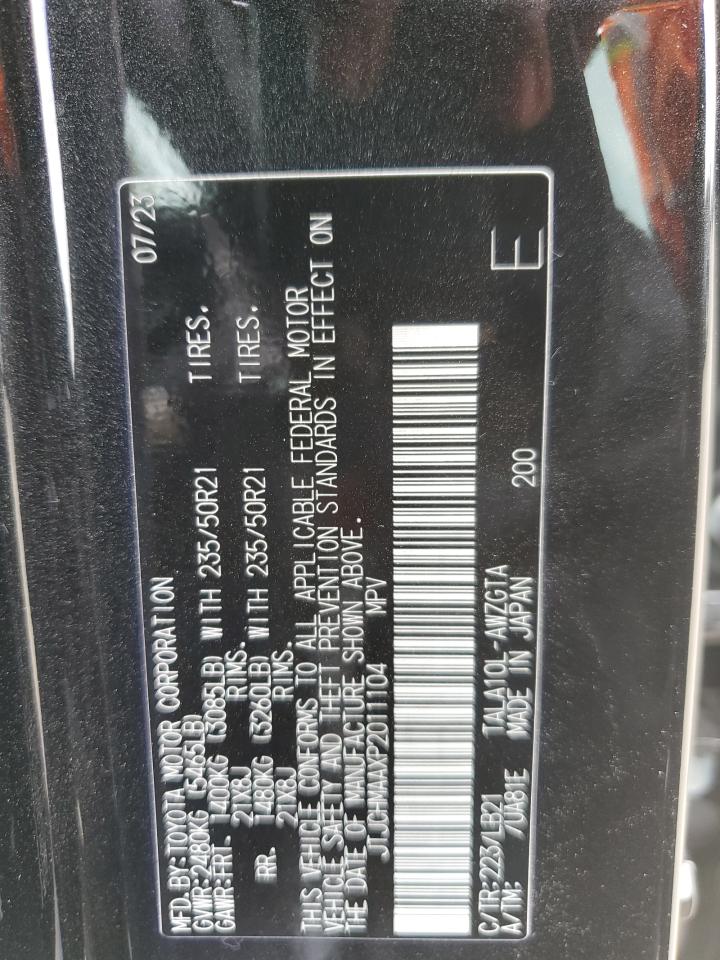 MFD.BY:TOYOTA MOTOR CORPORATION 07/23
GVWR:2480KG (5465LB)
GAWR:FRT- 1400KG (3085LB) WITH 235/50R21 TIRES.
21X8J RIMS.
RR. 1480KG (3260LB) WITH 235/50R21 TIRES.
21X8J RIMS.
THIS VEHICLE CONFORMS TO ALL APPLICABLE FEDERAL MOTOR
VEHICLE SAFETY AND THEFT PREVENTION STANDARDS IN EFFECT ON
THE DATE OF MANUFACTURE SHOWN ABOVE.
MPV
C/TR:223 /LB21 TALA10L-AWZGTA 200 E
A/TM: /UA81E MADE IN JAPAN